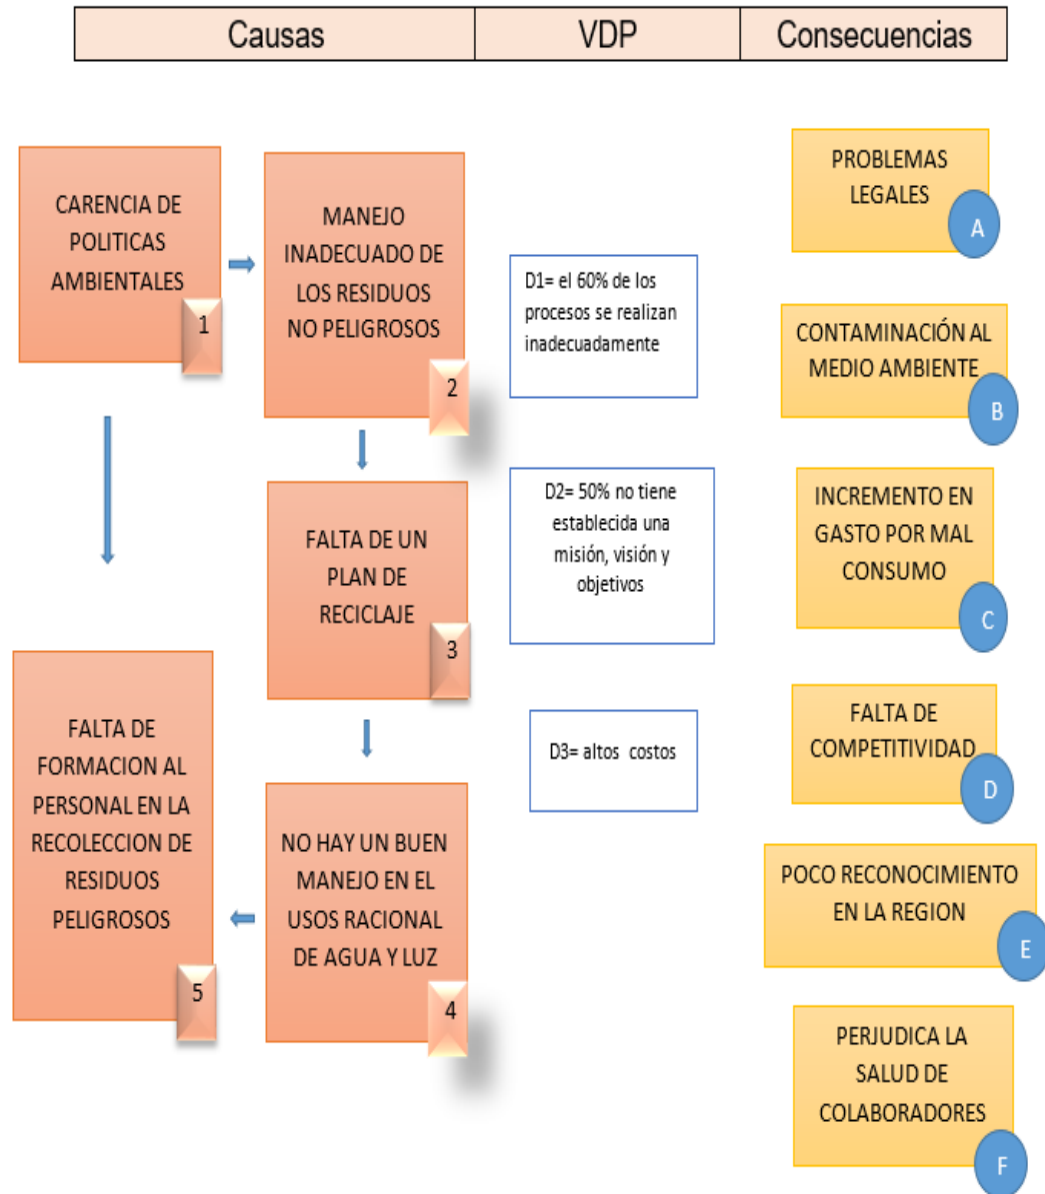 Causas
VDP
Consecuencias
CARENCIA DE
POLITICAS
AMBIENTALES
1
MANEJO
INADECUADO DE
LOS RESIDUOS
NO PELIGROSOS
2
FALTA DE UN
PLAN DE
RECICLAJE
3
NO HAY UN BUEN
MANEJO EN EL
USOS RACIONAL
DE AGUA Y LUZ
4
FALTA DE
FORMACION AL
PERSONAL EN LA
RECOLECCION DE
RESIDUOS
PELIGROSOS
5
D1= el 60% de los
procesos se realizan
inadecuadamente
D2= 50% no tiene
establecida una
misión, visión y
objetivos
D3= altos costos
PROBLEMAS
LEGALES
A
CONTAMINACIÓN AL
MEDIO AMBIENTE
B
INCREMENTO EN
GASTO POR MAL
CONSUMO
C
FALTA DE
COMPETITIVIDAD
D
POCO RECONOCIMIENTO
EN LA REGION
E
PERJUDICA LA
SALUD DE
COLABORADORES
F